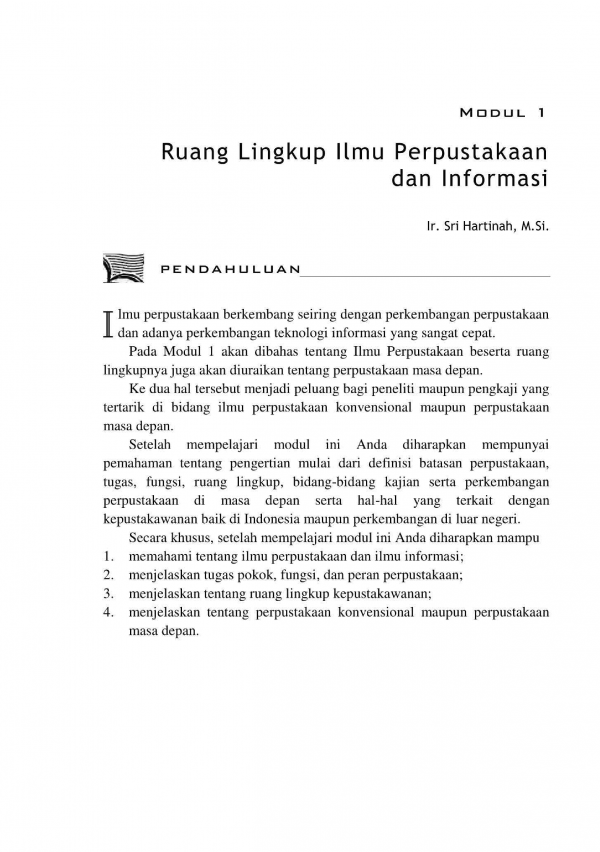 Modul 1
Ruang Lingkup Ilmu Perpustakaan
dan Informasi
Ir. Sri Hartinah, M.Si.
PENDAHULUAN
Ilmu perpustakaan berkembang seiring dengan perkembangan perpustakaan
dan adanya perkembangan teknologi informasi yang sangat cepat.
Pada Modul 1 akan dibahas tentang Ilmu Perpustakaan beserta ruang
lingkupnya juga akan diuraikan tentang perpustakaan masa depan.
Ke dua hal tersebut menjadi peluang bagi peneliti maupun pengkaji yang
tertarik di bidang ilmu perpustakaan konvensional maupun perpustakaan
masa depan.
Setelah mempelajari modul ini Anda diharapkan mempunyai
pemahaman tentang pengertian mulai dari definisi batasan perpustakaan,
tugas, fungsi, ruang lingkup, bidang-bidang kajian serta perkembangan
perpustakaan di masa depan serta hal-hal yang terkait dengan
kepustakawanan baik di Indonesia maupun perkembangan di luar negeri.
Secara khusus, setelah mempelajari modul ini Anda diharapkan mampu
1. memahami tentang ilmu perpustakaan dan ilmu informasi;
2. menjelaskan tugas pokok, fungsi, dan peran perpustakaan;
3. menjelaskan tentang ruang lingkup kepustakawanan;
4. menjelaskan tentang perpustakaan konvensional maupun perpustakaan
masa depan.